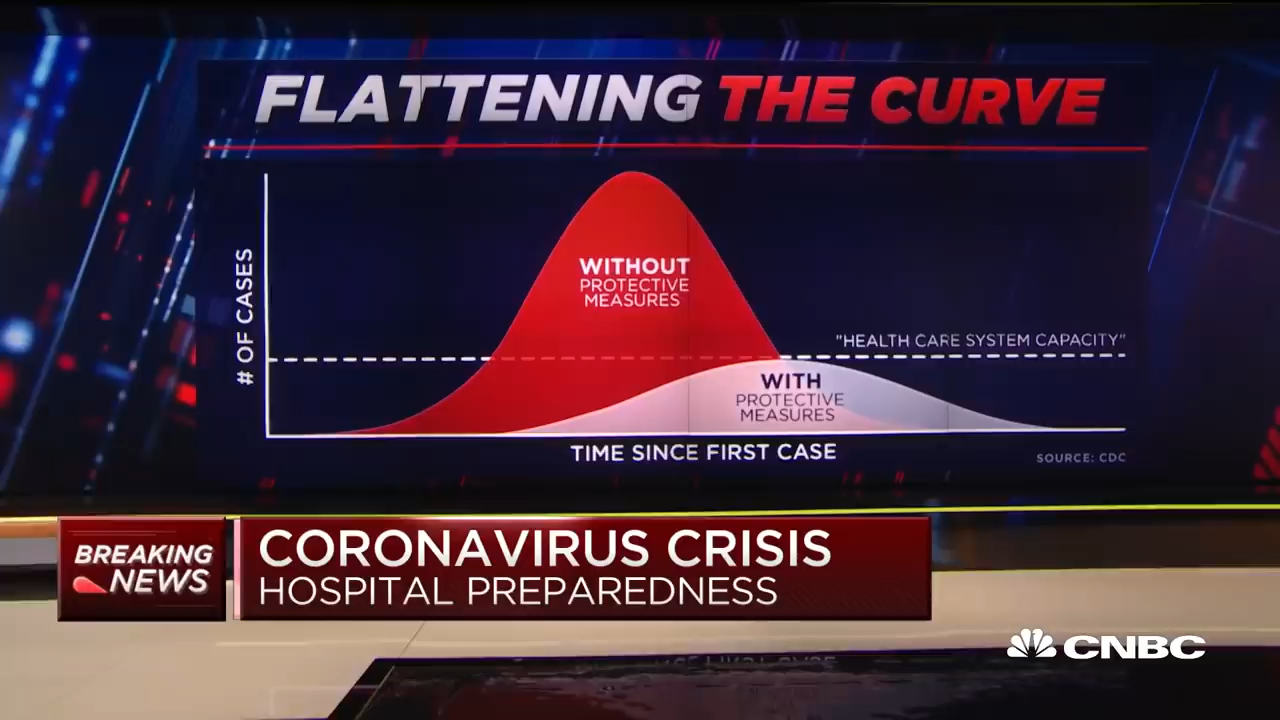 FLATTENING THE CURVE
# OF CASES
WITHOUT
PROTECTIVE
MEASURES
"HEALTH CARE SYSTEM CAPACITY"
WITH
PROTECTIVE
MEASURES
TIME SINCE FIRST CASE
SOURCE: CDC
BREAKING
NEWS
CORONAVIRUS CRISIS
HOSPITAL PREPAREDNESS
CNBC